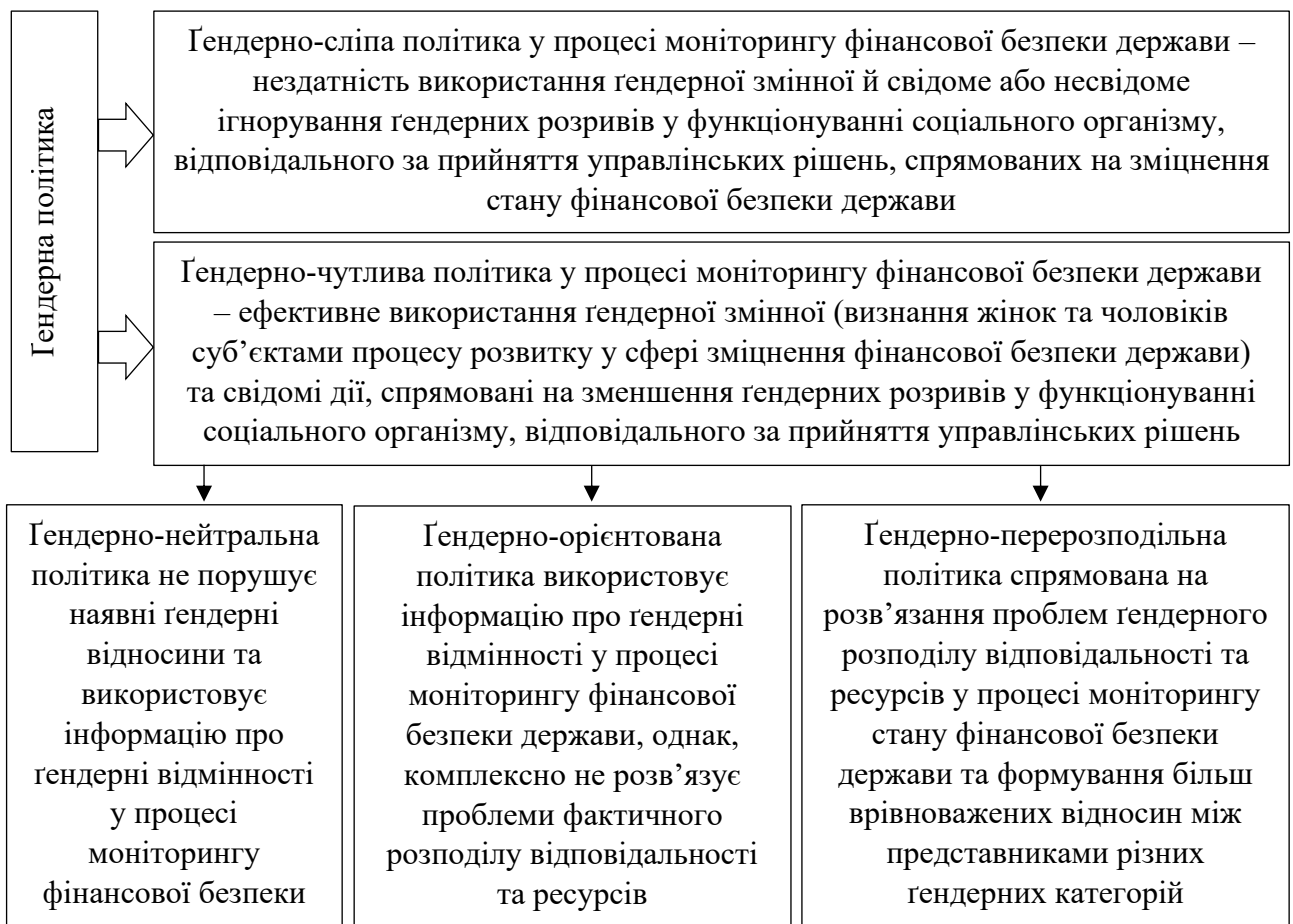 Ґендерна політика
Ґендерно-сліпа політика у процесі моніторингу фінансової безпеки держави –
нездатність використання ґендерної змінної й свідоме або несвідоме
ігнорування ґендерних розривів у функціонуванні соціального організму,
відповідального за прийняття управлінських рішень, спрямованих на зміцнення
стану фінансової безпеки держави
Ґендерно-чутлива політика у процесі моніторингу фінансової безпеки держави
– ефективне використання ґендерної змінної (визнання жінок та чоловіків
суб’єктами процесу розвитку у сфері зміцнення фінансової безпеки держави)
та свідомі дії, спрямовані на зменшення ґендерних розривів у функціонуванні
соціального організму, відповідального за прийняття управлінських рішень
Ґендерно-нейтральна
політика не порушує
наявні ґендерні
відносини та
використовує
інформацію про
ґендерні відмінності
у процесі
моніторингу
фінансової безпеки
Ґендерно-орієнтована
політика використовує
інформацію про ґендерні
відмінності у процесі
моніторингу фінансової
безпеки держави, однак,
комплексно не розв’язує
проблеми фактичного
розподілу відповідальності
та ресурсів
Ґендерно-перерозподільна
політика спрямована на
розв’язання проблем ґендерного
розподілу відповідальності та
ресурсів у процесі моніторингу
стану фінансової безпеки
держави та формування більш
врівноважених відносин між
представниками різних
ґендерних категорій